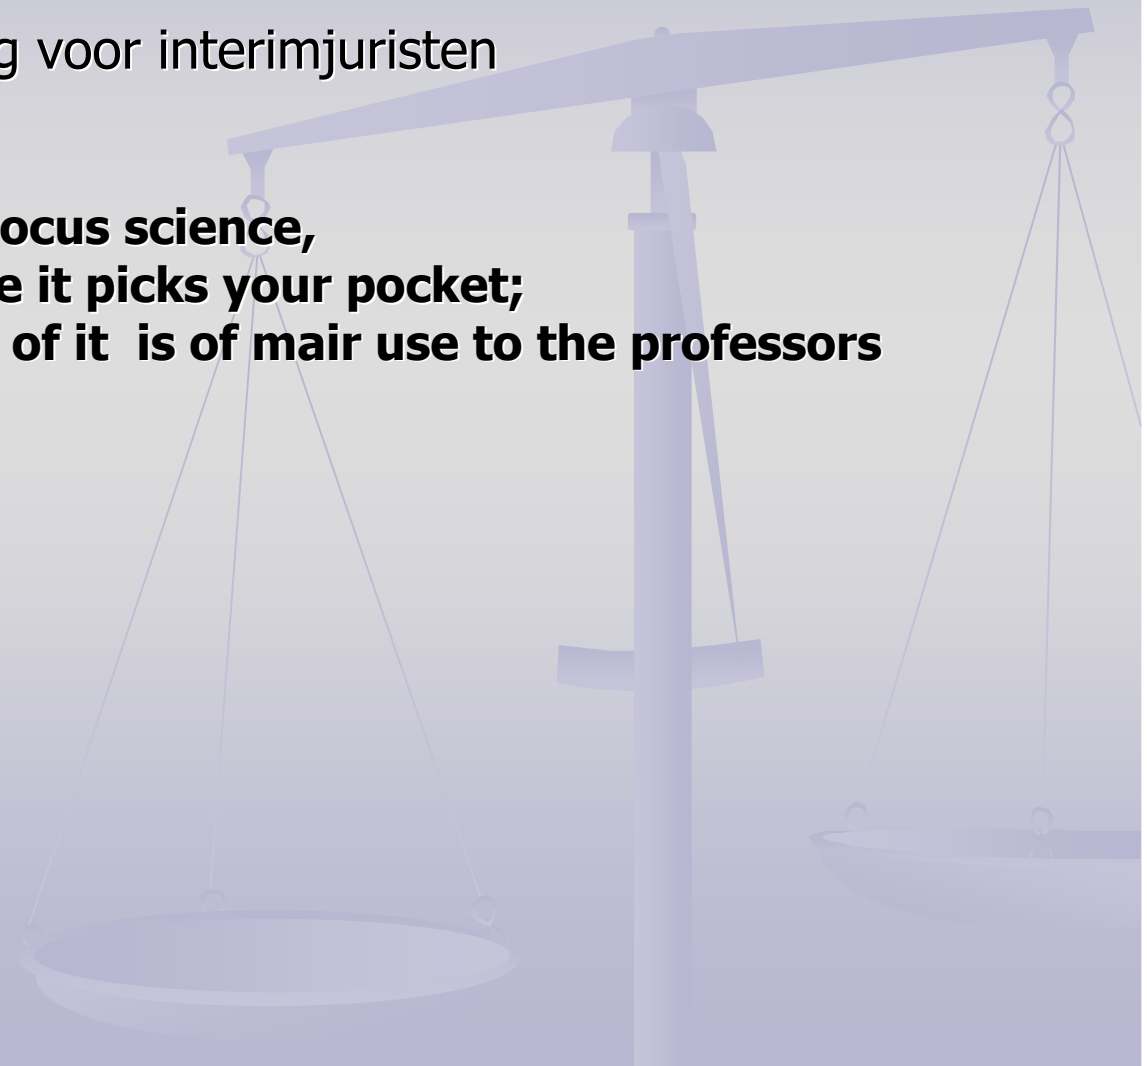 g voor interimjuristen
ocus science,
e it picks your pocket;
of it  is of mair use to the professors